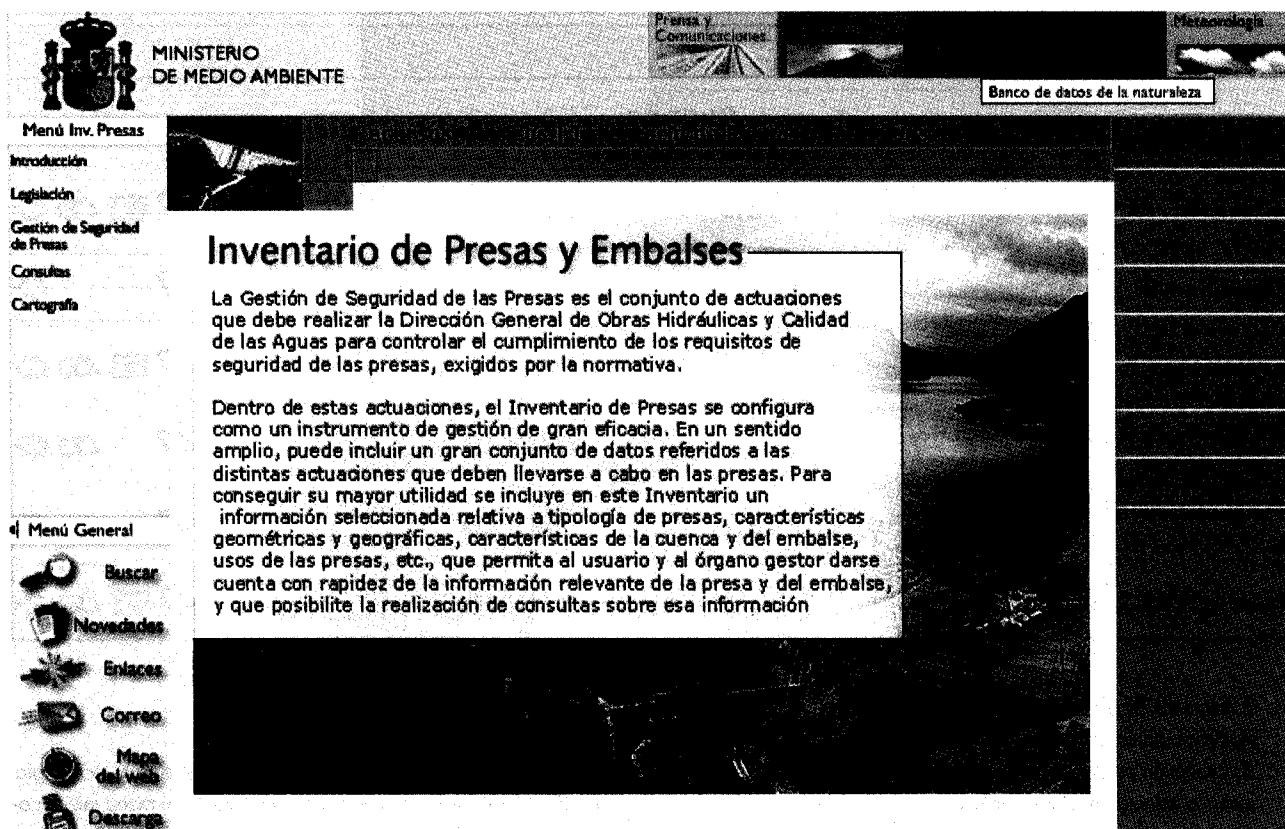 MINISTERIO
DE MEDIO AMBIENTE
Prensa y
Comunicaciones
Meteorología
Banco de datos de la naturaleza
Menú Inv. Presas
Introducción
Legislación
Gestión de Seguridad
de Presas
Consultas
Cartografía
Inventario de Presas y Embalses
La Gestión de Seguridad de las Presas es el conjunto de actuaciones
que debe realizar la Dirección General de Obras Hidráulicas y Calidad
de las Aguas para controlar el cumplimiento de los requisitos de
seguridad de las presas, exigidos por la normativa.
Dentro de estas actuaciones, el Inventario de Presas se configura
como un instrumento de gestión de gran eficacia. En un sentido
amplio, puede incluir un gran conjunto de datos referidos a las
distintas actuaciones que deben llevarse a cabo en las presas. Para
conseguir su mayor utilidad se incluye en este Inventario un
información seleccionada relativa a tipología de presas, características
geométricas y geográficas, características de la cuenca y del embalse,
usos de las presas, etc., que permita al usuario y al órgano gestor darse
cuenta con rapidez de la información relevante de la presa y del embalse,
y que posibilite la realización de consultas sobre esa información
Menú General
Buscar
Novedades
Enlaces
Correo
Mapa
del web
Descarga